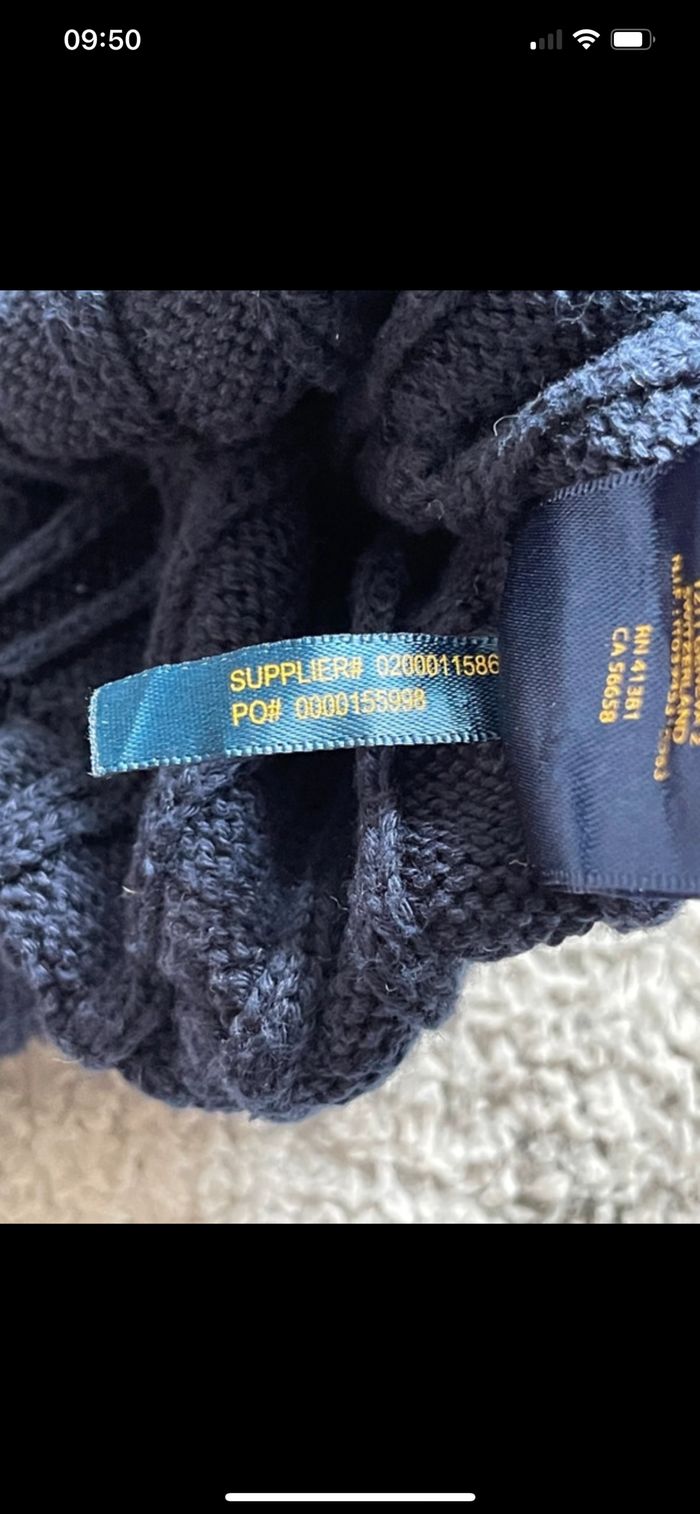 09:50
SUPPLIER# 0200011586
PO# 0000155998
RN 41381
CA 56658